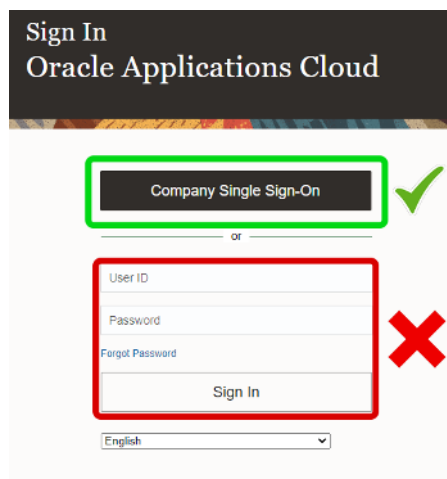 Sign In
Oracle Applications Cloud
Company Single Sign-On
or
User ID
Password
Forgot Password
Sign In
English